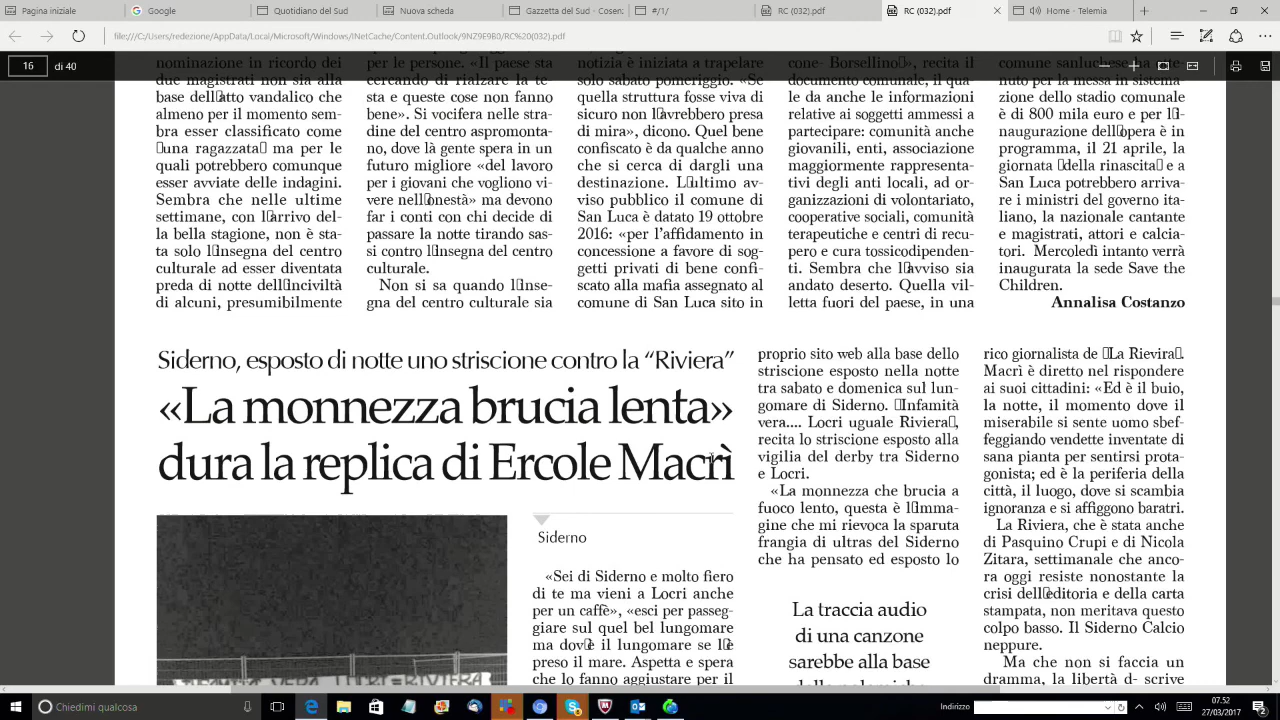 Pagina iniziale
Google
Quotidiano del Sud
Nuova scheda
Gazzetta del Sud - Cosen:
#/1/
RC (032).pdf
RC (032).pdf
Home - Telemia
file:///C:/Users/redezione/AppData/Local/Microsoft/Windows/INetCache/Content.Outlook/9NZ9E9B0/RC%20(032).pdf
16 di 40
nominazione in ricordo dei
due magistrati non sia alla
base dell▯atto vandalico che
almeno per il momento sem-
bra esser classificato come
▯una ragazzata▯ ma per le
quali potrebbero comunque
esser avviate delle indagini.
Sembra che nelle ultime
settimane, con l▯arrivo del-
la bella stagione, non è sta-
ta solo l▯insegna del centro
culturale ad esser diventata
preda di notte dell▯inciviltà
di alcuni, presumibilmente
per le persone. «Il paese sta
cercando di rialzare la te-
sta e queste cose non fanno
bene». Si vocifera nelle stra-
dine del centro aspromonta-
no, dove là gente spera in un
futuro migliore «del lavoro
per i giovani che vogliono vi-
vere nell▯onestà» ma devono
far i conti con chi decide di
passare la notte tirando sas-
si contro l▯insegna del centro
culturale.
Non si sa quando l▯inse-
gna del centro culturale sia
notizia è iniziata a trapelare
solo sabato pomeriggio. «Se
quella struttura fosse viva di
sicuro non l▯avrebbero presa
di mira», dicono. Quel bene
confiscato è da qualche anno
che si cerca di dargli una
destinazione. L▯ultimo av-
viso pubblico il comune di
San Luca è datato 19 ottobre
2016: «per l'affidamento in
concessione a favore di sog-
getti privati di bene confi-
scato alla mafia assegnato al
comune di San Luca sito in
cone- Borsellino▯», recita il
documento comunale, il qua-
le da anche le informazioni
relative ai soggetti ammessi a
partecipare: comunità anche
giovanili, enti, associazione
maggiormente rappresenta-
tivi degli anti locali, ad or-
ganizzazioni di volontariato,
cooperative sociali, comunità
terapeutiche e centri di recu-
pero e cura tossicodipenden-
ti. Sembra che l▯avviso sia
andato deserto. Quella vil-
letta fuori del paese, in una
comune sanluchese
nuto per la messa in sistema-
zione dello stadio comunale
è di 800 mila euro e per l▯i-
naugurazione dell▯opera è in
programma, il 21 aprile, la
giornata ▯della rinascita▯ e a
San Luca potrebbero arriva-
re i ministri del governo ita-
liano, la nazionale cantante
e magistrati, attori e calcia-
tori. Mercoledì intanto verrà
inaugurata la sede Save the
Children.
Annalisa Costanzo
Siderno, esposto di notte uno striscione contro la “Riviera”
«La monnezza brucia lenta»
dura la replica di Ercole Macrì
Siderno
«Sei di Siderno e molto fiero
di te ma vieni a Locri anche
per un caffè», «esci per passeg-
giare sul quel bel lungomare
ma dov▯è il lungomare se l▯è
preso il mare. Aspetta e spera
che lo fanno aggiustare per il
proprio sito web alla base dello
striscione esposto nella notte
tra sabato e domenica sul lun-
gomare di Siderno. ▯Infamità
vera.... Locri uguale Riviera▯,
recita lo striscione esposto alla
vigilia del derby tra Siderno
e Locri.
«La monnezza che brucia a
fuoco lento, questa è l▯imma-
gine che mi rievoca la sparuta
frangia di ultras del Siderno
che ha pensato ed esposto lo
La traccia audio
di una canzone
sarebbe alla base
rico giornalista de ▯La Rievira▯.
Macrì è diretto nel rispondere
ai suoi cittadini: «Ed è il buio,
la notte, il momento dove il
miserabile si sente uomo sbef-
feggiando vendette inventate di
sana pianta per sentirsi prota-
gonista; ed è la periferia della
città, il luogo, dove si scambia
ignoranza e si affiggono baratri.
La Riviera, che è stata anche
di Pasquino Crupi e di Nicola
Zitara, settimanale che anco-
ra oggi resiste nonostante la
crisi dell▯editoria e della carta
stampata, non meritava questo
colpo basso. Il Siderno Calcio
neppure.
Ma che non si faccia un
dramma, la libertà d- scrive
Chiedimi qualcosa
Indirizzo
07.52
27/03/2017